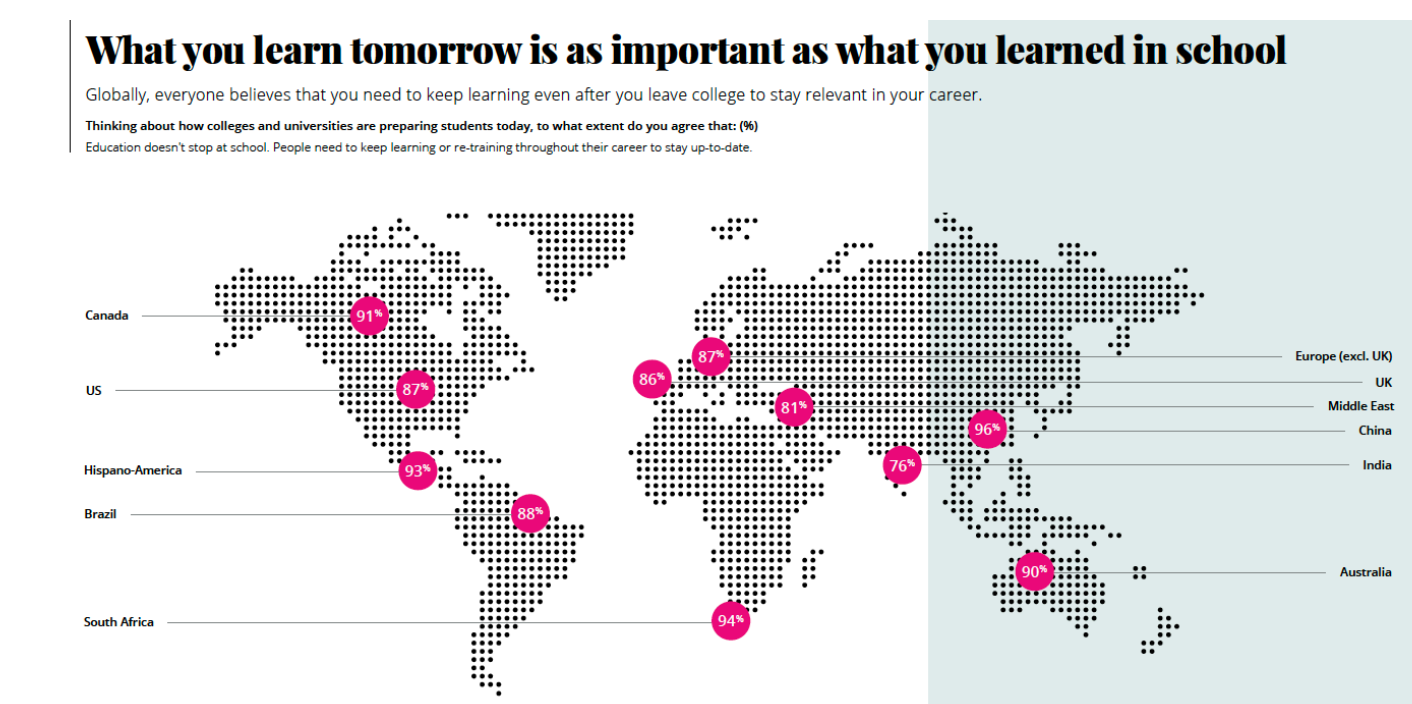 What you learn tomorrow is as important as what you learned in school
Globally, everyone believes that you need to keep learning even after you leave college to stay relevant in your career.
Thinking about how colleges and universities are preparing students today, to what extent do you agree that: (%)
Education doesn't stop at school. People need to keep learning or re-training throughout their career to stay up-to-date.
Canada 91%
87% Europe (excl. UK)
86% UK
US 87%
81% Middle East
96% China
76% India
Hispano-America 93%
Brazil 88%
90% Australia
South Africa 94%